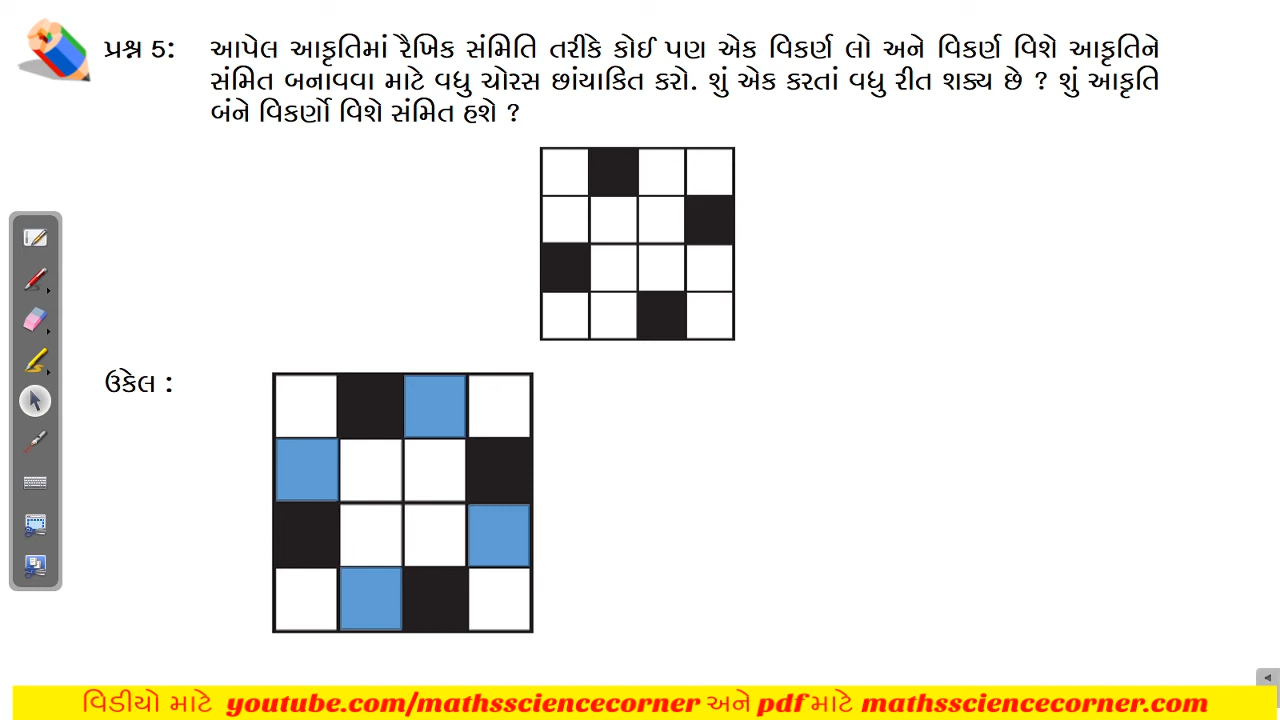 પ્રશ્ન 5: આપેલ આકૃતિમાં રૈખિક સંમિતિ તરીકે કોઈ પણ એક વિકર્ણ લો અને વિકર્ણ વિશે આકૃતિને
સંમિત બનાવવા માટે વધુ ચોરસ છાંયાકિત કરો. શું એક કરતાં વધુ રીત શક્ય છે ? શું આકૃતિ
બંને વિકર્ણો વિશે સંમિત હશે ?
ઉકેલ :
વિડીયો માટે youtube.com/mathssciencecorner અને pdf માટે mathssciencecorner.com